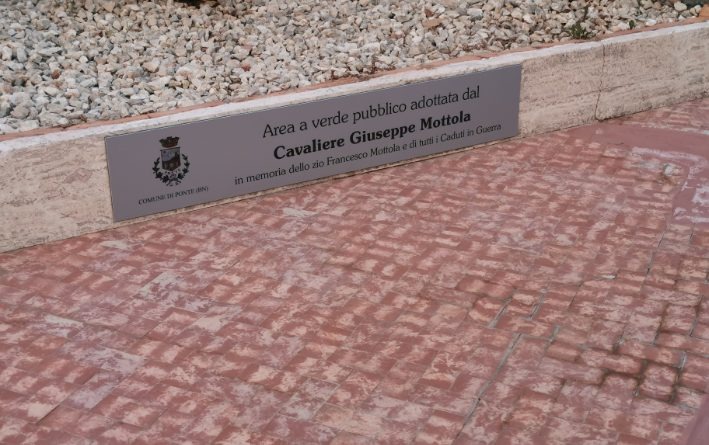 Area a verde pubblico adottata dal
Cavaliere Giuseppe Mottola
in memoria dello zio Francesco Mottola e di tutti i Caduti in Guerra
COMUNE DI PONTE (BN)